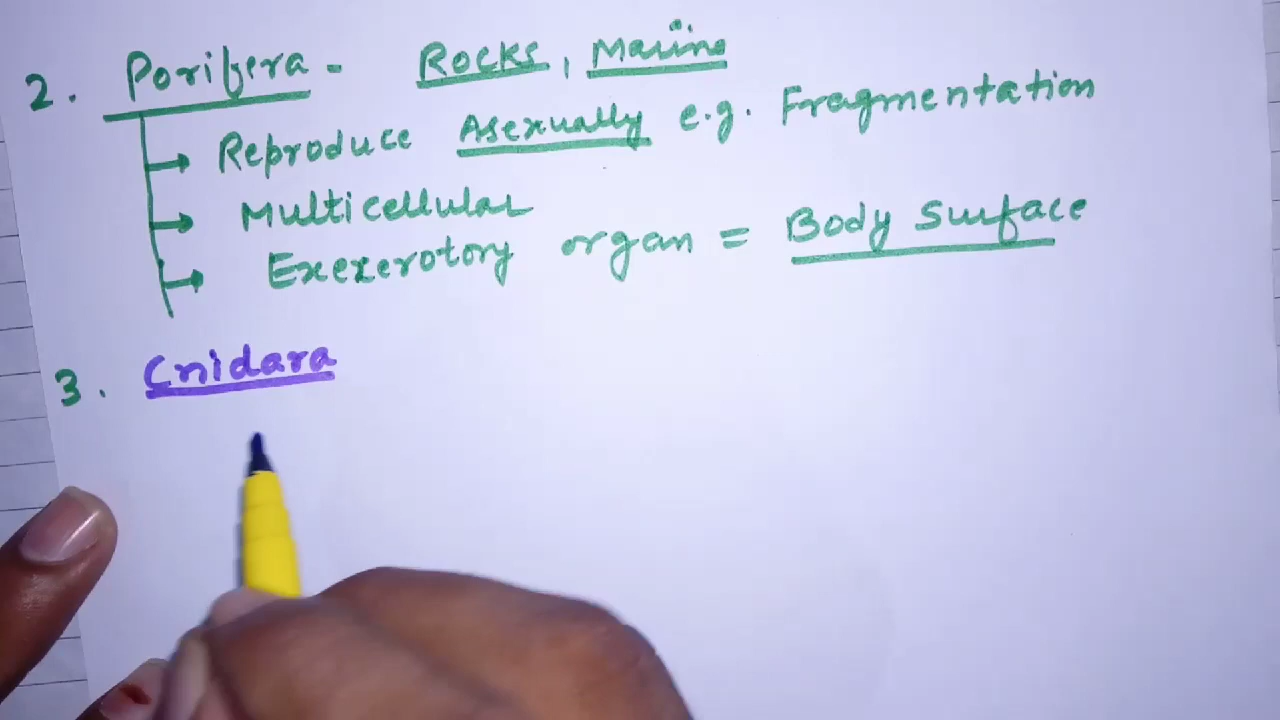 2. Porifera - Rocks, Marine
Reproduce Asexually e.g. Fragmentation
Multicellular
Exexerotory organ = Body Surface
3. Cnidara